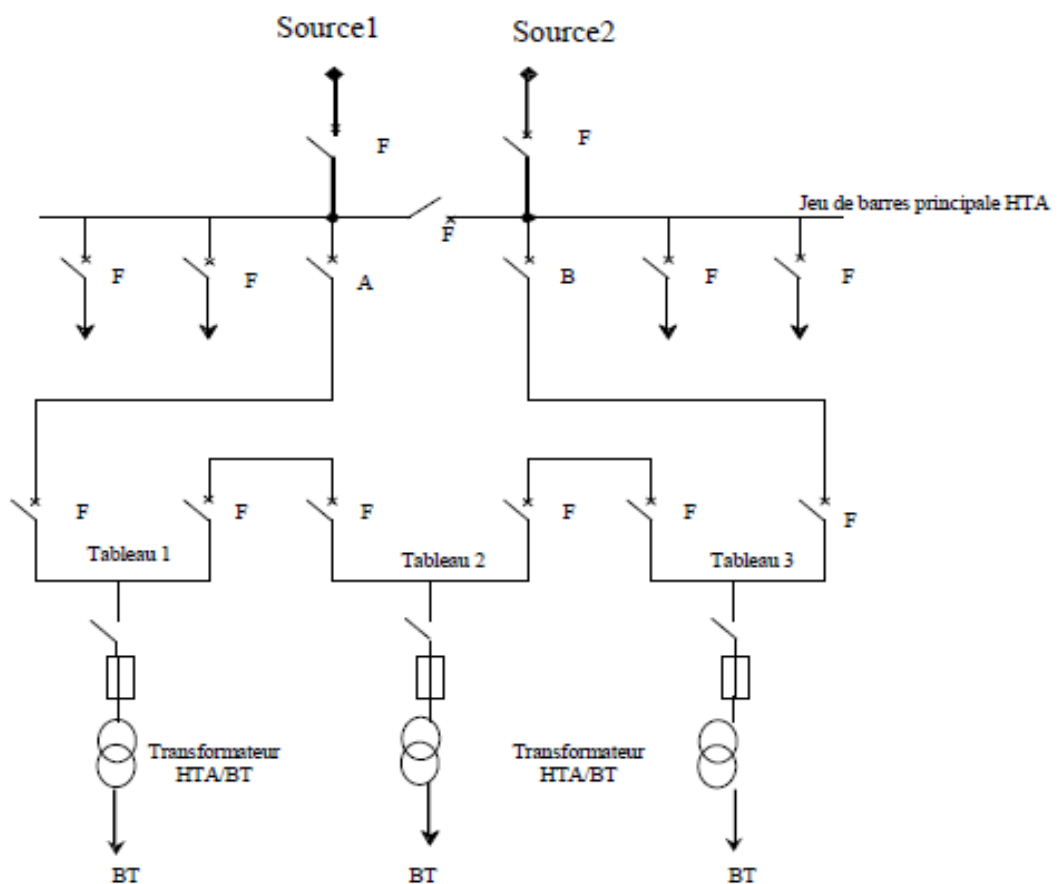 Source1
Source2
F
F
Jeu de barres principale HTA
F
F
F
A
B
F
F
F
F
F
F
F
F
Tableau 1
Tableau 2
Tableau 3
Transformateur
HTA/BT
Transformateur
HTA/BT
BT
BT
BT